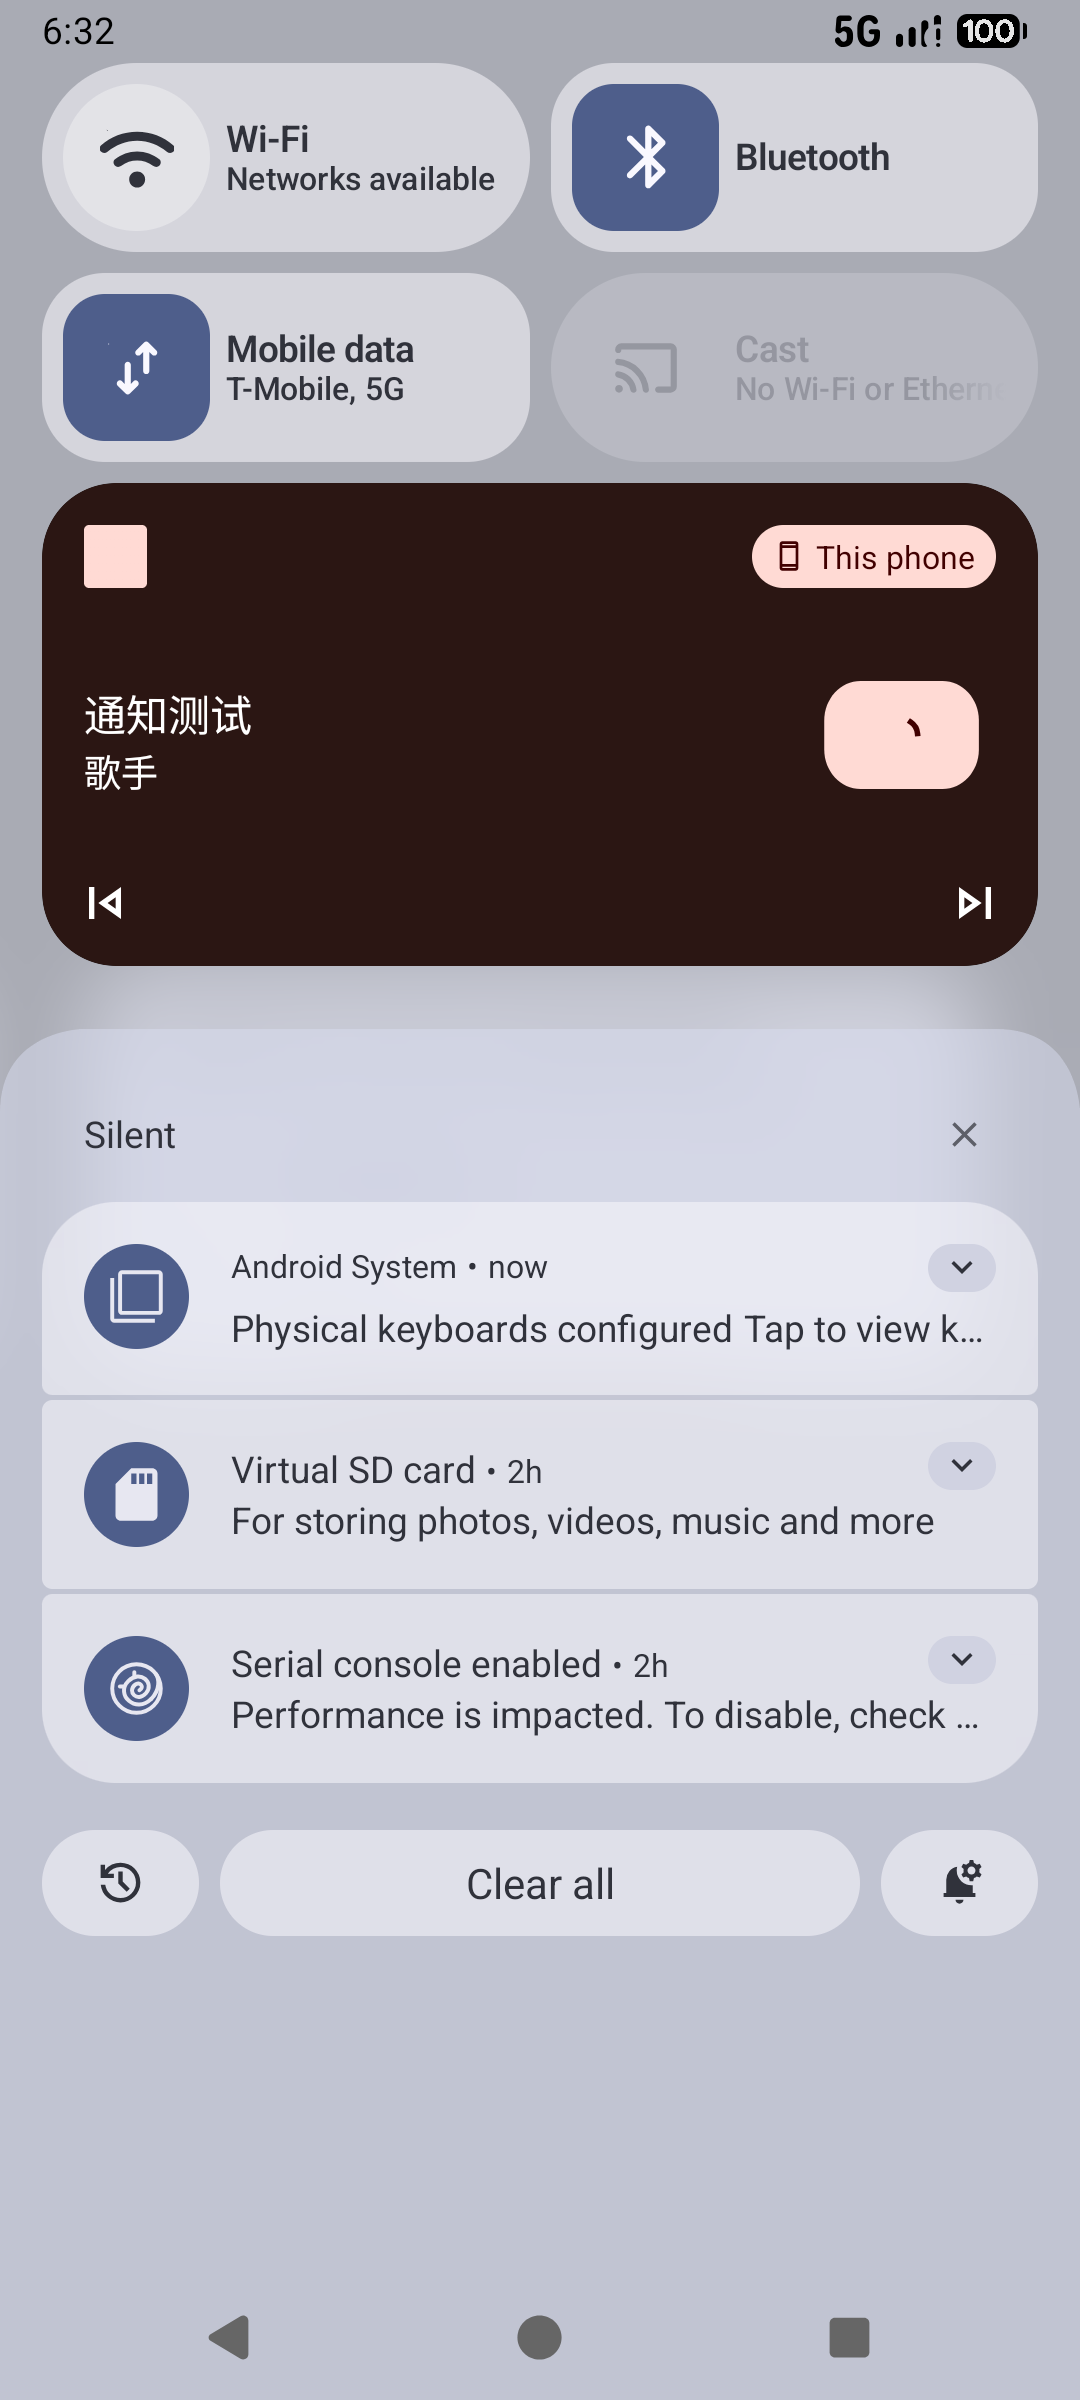 6:32
5G
100
Wi-Fi
Networks available
Bluetooth
Mobile data
T-Mobile, 5G
Cast
No Wi-Fi or Etherne
This phone
通知测试
歌手
Silent
Android System • now
Physical keyboards configured Tap to view k…
Virtual SD card • 2h
For storing photos, videos, music and more
Serial console enabled • 2h
Performance is impacted. To disable, check …
Clear all